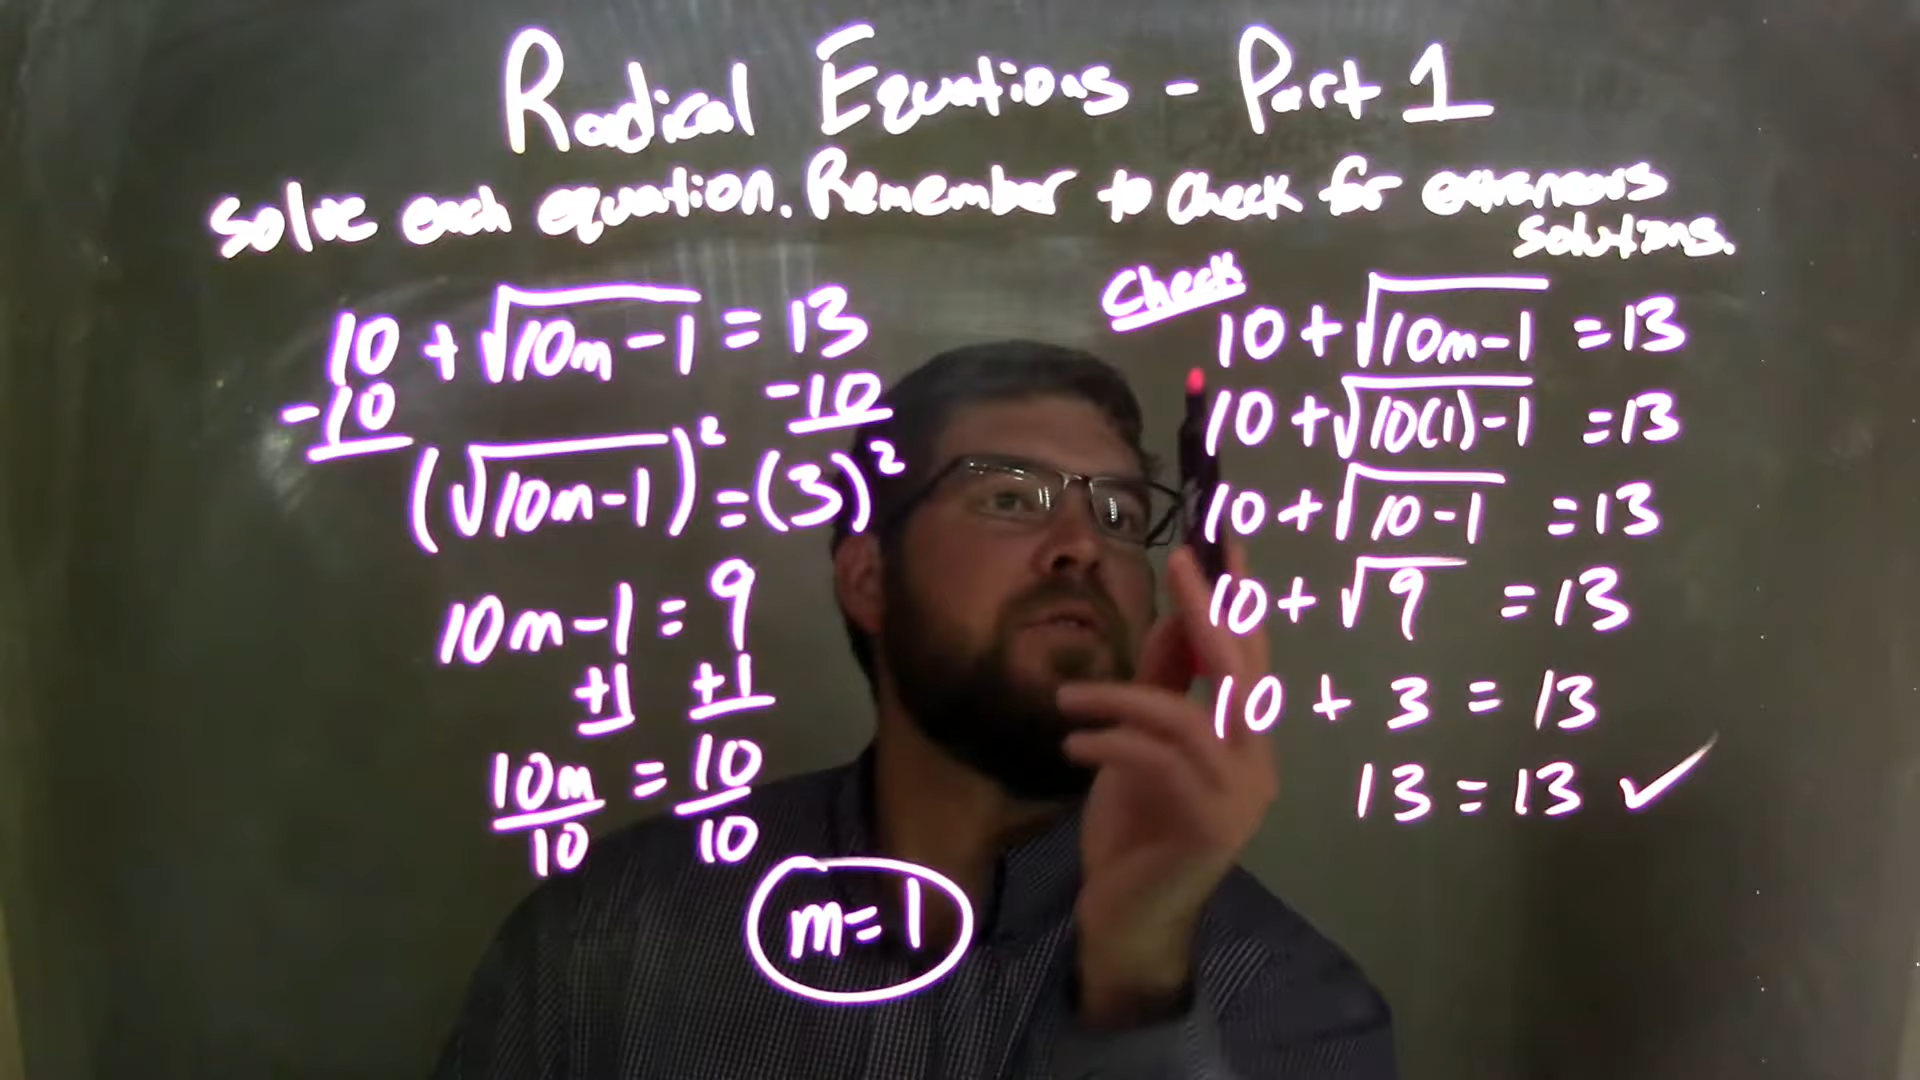 Radical Equations - Part 1
Solve each equation. Remember to check for extraneous
solutions.
10 + √10m-1 = 13
-10 -10
(√10m-1)² = (3)²
10m-1 = 9
+1 +1
10m/10 = 10/10
m=1
Check
10 + √10m-1 = 13
10 + √10(1)-1 = 13
10 + √10-1 = 13
10 + √9 = 13
10 + 3 = 13
13 = 13 ✓